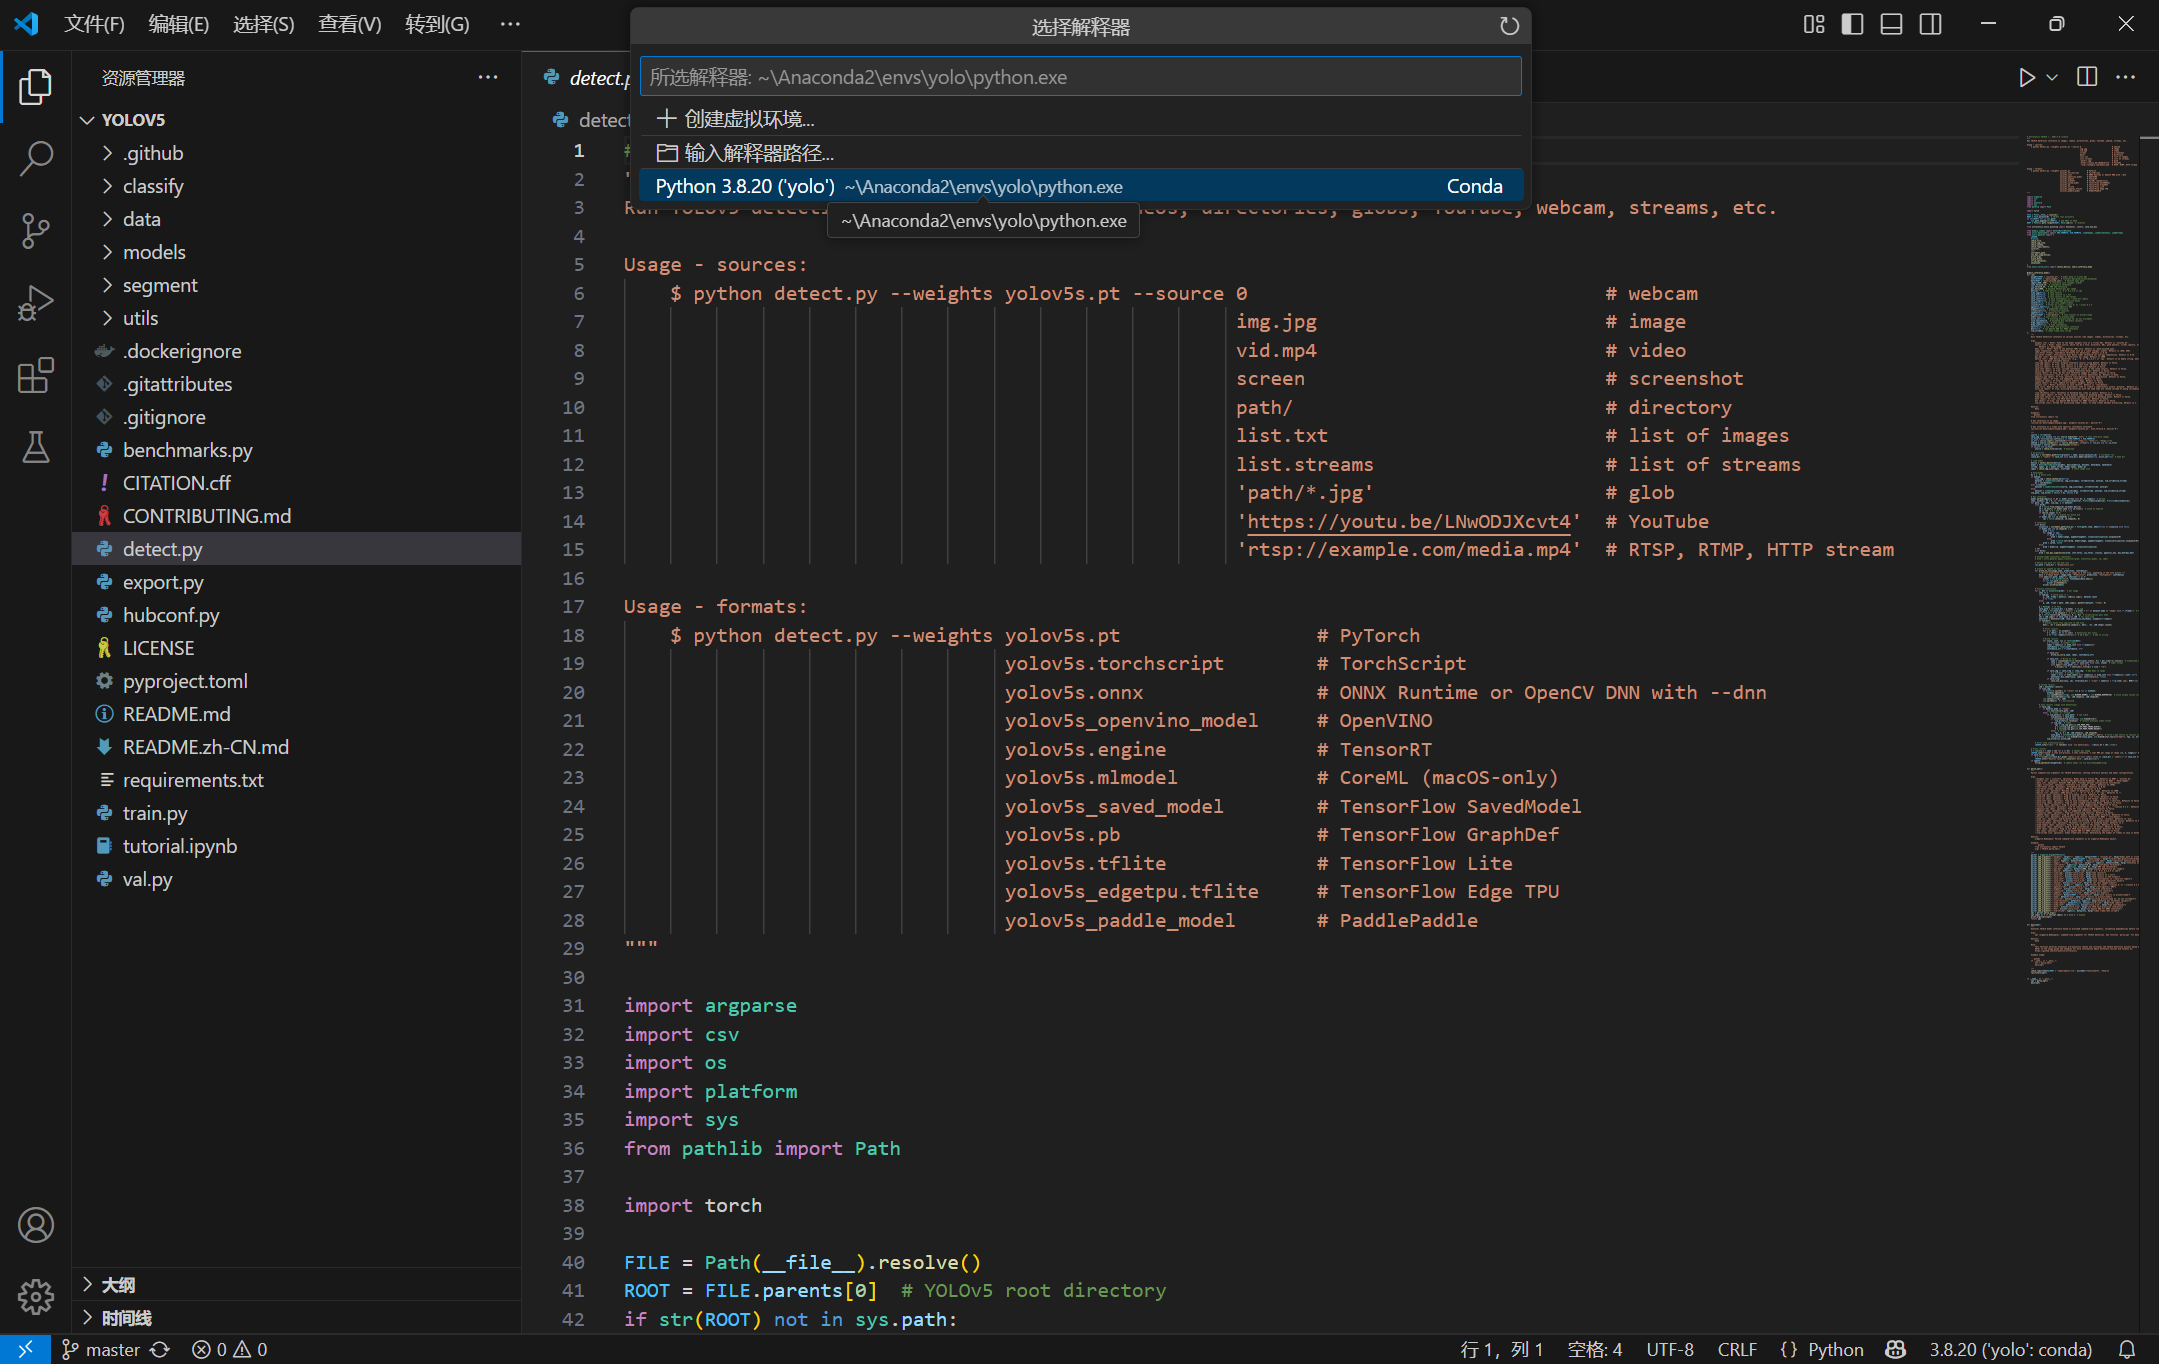 文件(F) 编辑(E) 选择(S) 查看(V) 转到(G) ···
选择解释器
所选解释器: ~\Anaconda2\envs\yolo\python.exe
创建虚拟环境...
输入解释器路径...
Python 3.8.20 ('yolo') ~\Anaconda2\envs\yolo\python.exe Conda
~\Anaconda2\envs\yolo\python.exe
资源管理器
YOLOV5
.github
classify
data
models
segment
utils
.dockerignore
.gitattributes
.gitignore
benchmarks.py
CITATION.cff
CONTRIBUTING.md
detect.py
export.py
hubconf.py
LICENSE
pyproject.toml
README.md
README.zh-CN.md
requirements.txt
train.py
tutorial.ipynb
val.py
大纲
时间线
detect.p
detect
1 #
2 '
3 webcam, streams, etc.
4
5 Usage - sources:
6 $ python detect.py --weights yolov5s.pt --source 0 # webcam
7 img.jpg # image
8 vid.mp4 # video
9 screen # screenshot
10 path/ # directory
11 list.txt # list of images
12 list.streams # list of streams
13 'path/*.jpg' # glob
14 'https://youtu.be/LNwODJXcvt4' # YouTube
15 'rtsp://example.com/media.mp4' # RTSP, RTMP, HTTP stream
16
17 Usage - formats:
18 $ python detect.py --weights yolov5s.pt # PyTorch
19 yolov5s.torchscript # TorchScript
20 yolov5s.onnx # ONNX Runtime or OpenCV DNN with --dnn
21 yolov5s_openvino_model # OpenVINO
22 yolov5s.engine # TensorRT
23 yolov5s.mlmodel # CoreML (macOS-only)
24 yolov5s_saved_model # TensorFlow SavedModel
25 yolov5s.pb # TensorFlow GraphDef
26 yolov5s.tflite # TensorFlow Lite
27 yolov5s_edgetpu.tflite # TensorFlow Edge TPU
28 yolov5s_paddle_model # PaddlePaddle
29 """
30
31 import argparse
32 import csv
33 import os
34 import platform
35 import sys
36 from pathlib import Path
37
38 import torch
39
40 FILE = Path(__file__).resolve()
41 ROOT = FILE.parents[0] # YOLOv5 root directory
42 if str(ROOT) not in sys.path:
master 0 0 行 1，列 1 空格: 4 UTF-8 CRLF {} Python 3.8.20 ('yolo': conda)